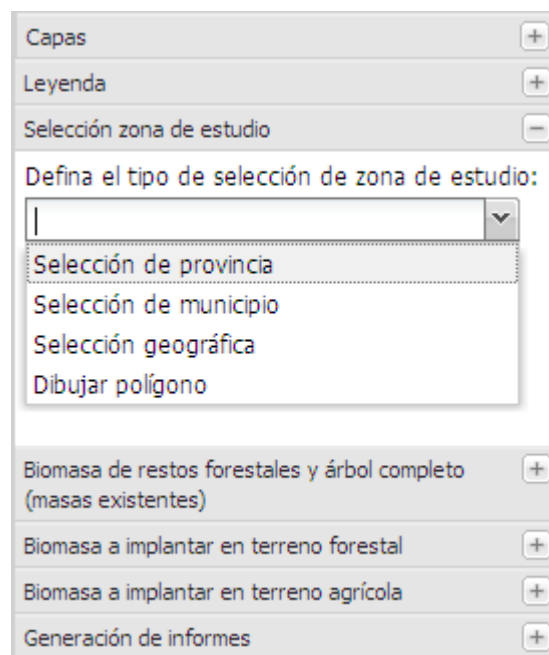 Capas
Leyenda
Selección zona de estudio
Defina el tipo de selección de zona de estudio:
Selección de provincia
Selección de municipio
Selección geográfica
Dibujar polígono
Biomasa de restos forestales y árbol completo
(masas existentes)
Biomasa a implantar en terreno forestal
Biomasa a implantar en terreno agrícola
Generación de informes